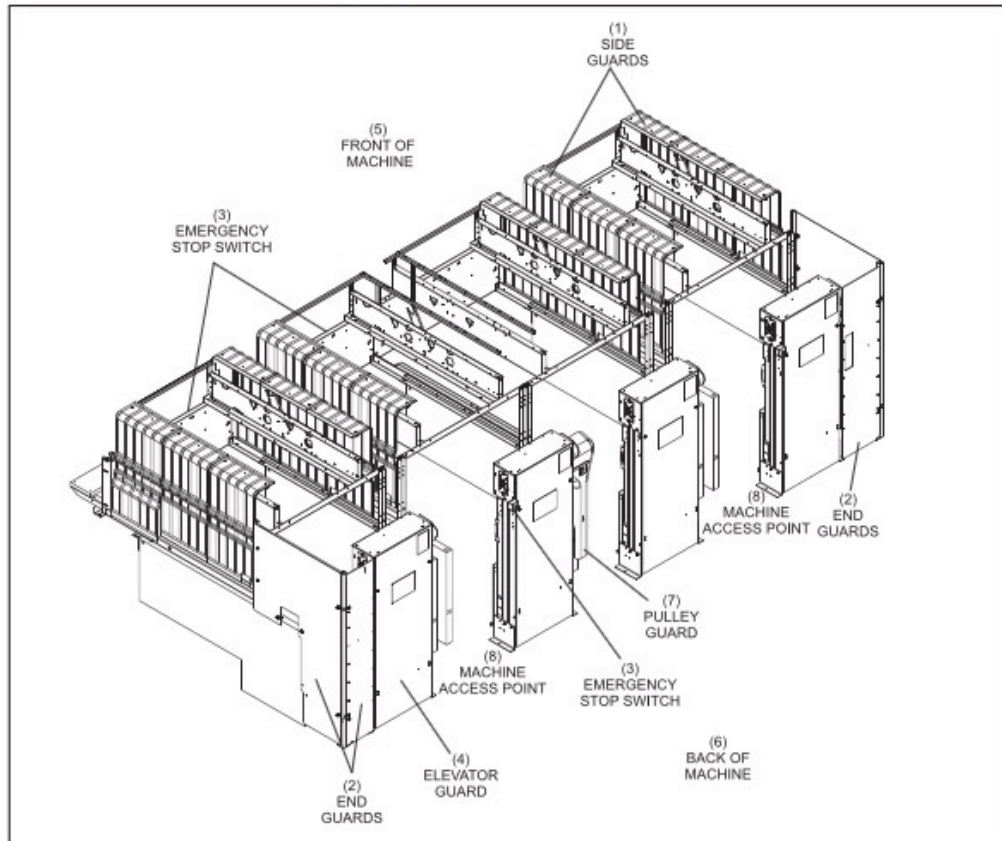 (1)
SIDE
GUARDS
(5)
FRONT OF
MACHINE
(3)
EMERGENCY
STOP SWITCH
(8)
MACHINE
ACCESS POINT
(2)
END
GUARDS
(7)
PULLEY
GUARD
(8)
MACHINE
ACCESS POINT
(3)
EMERGENCY
STOP SWITCH
(6)
BACK OF
MACHINE
(4)
ELEVATOR
GUARD
(2)
END
GUARDS